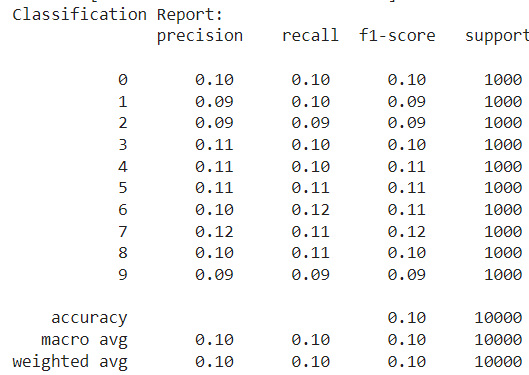 Classification Report:
precision recall f1-score support
0 0.10 0.10 0.10 1000
1 0.09 0.10 0.09 1000
2 0.09 0.09 0.09 1000
3 0.11 0.10 0.10 1000
4 0.11 0.10 0.11 1000
5 0.11 0.11 0.11 1000
6 0.10 0.12 0.11 1000
7 0.12 0.11 0.12 1000
8 0.10 0.11 0.10 1000
9 0.09 0.09 0.09 1000
accuracy 0.10 10000
macro avg 0.10 0.10 0.10 10000
weighted avg 0.10 0.10 0.10 10000